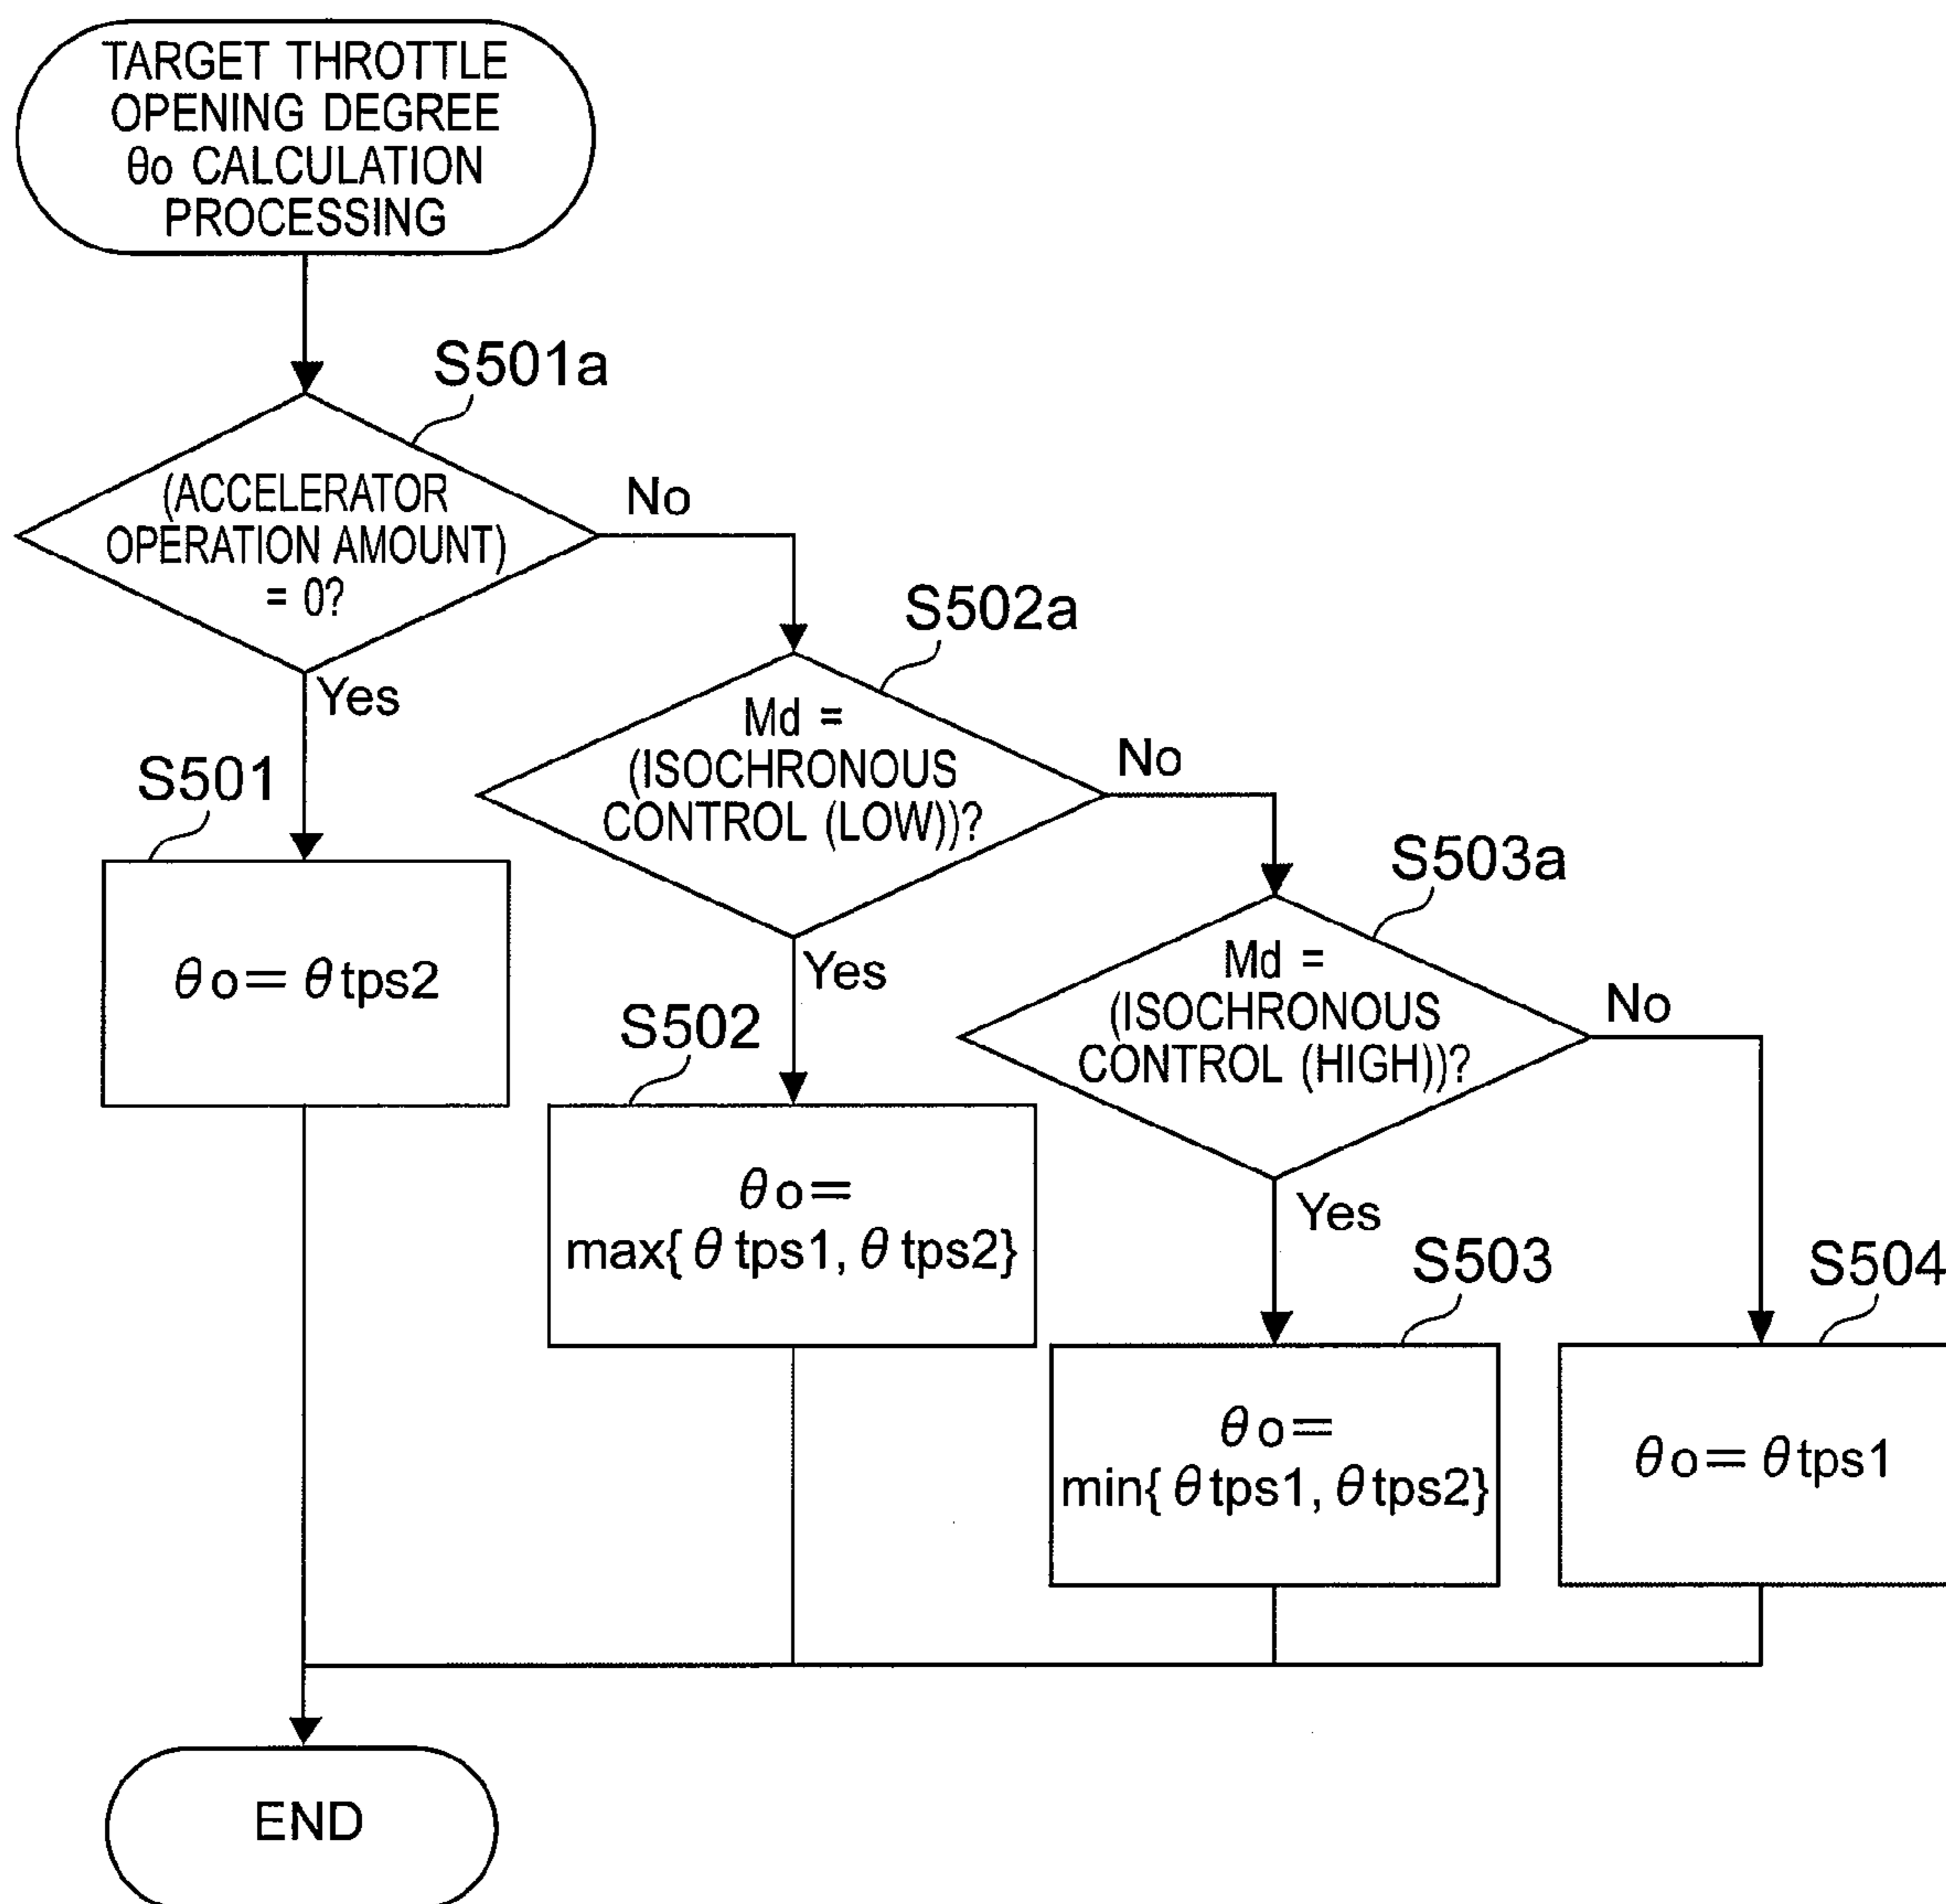 TARGET THROTTLE
OPENING DEGREE
θo CALCULATION
PROCESSING
S501a
(ACCELERATOR
OPERATION AMOUNT)
= 0?
No
Yes
S502a
Md =
(ISOCHRONOUS
CONTROL (LOW))?
No
Yes
S503a
Md =
(ISOCHRONOUS
CONTROL (HIGH))?
No
Yes
S501
θo= θtps2
S502
θo=
max{ θtps1, θtps2}
S503
θo=
min{ θtps1, θtps2}
S504
θo= θtps1
END